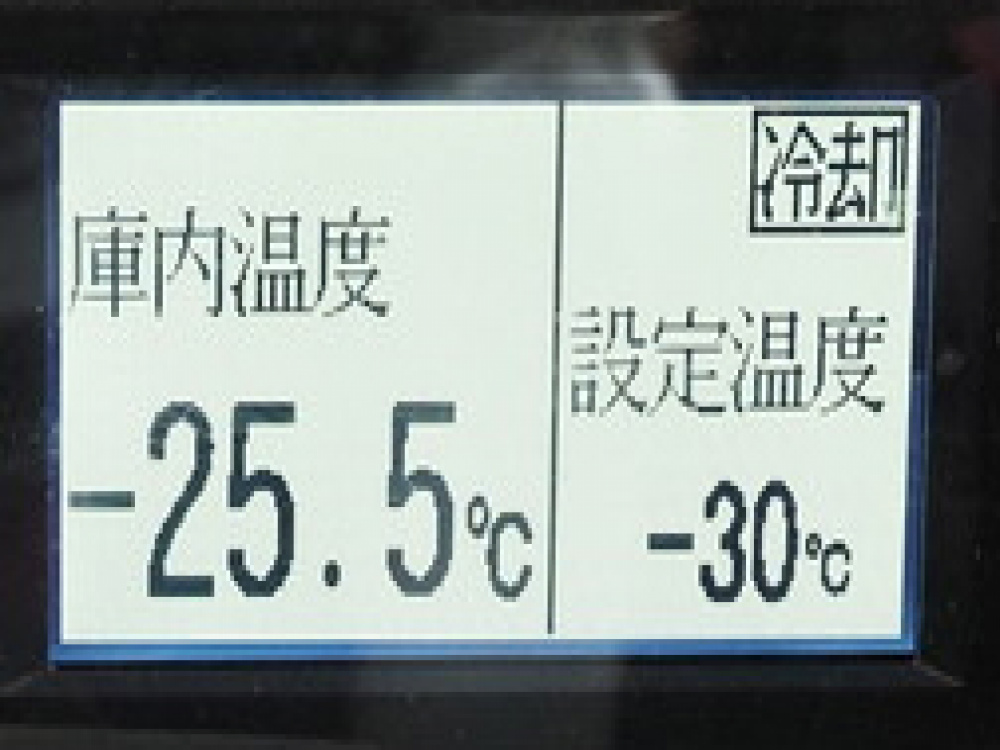 庫内温度
-25.5℃
冷却
設定温度
-30℃